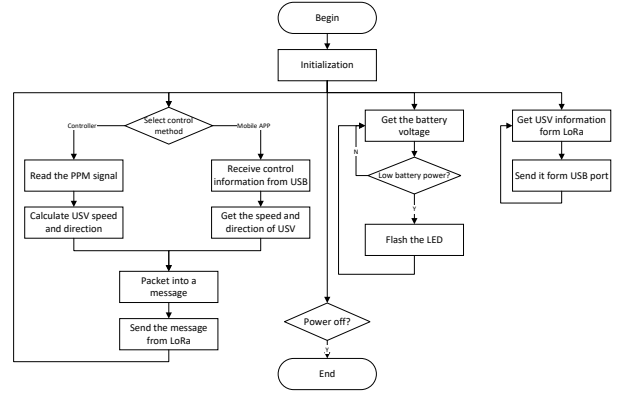 Begin
Initialization
Select control
method
Controller
Mobile APP
Read the PPM signal
Receive control
information from USB
Calculate USV speed
and direction
Get the speed and
direction of USV
Packet into a
message
Send the message
from LoRa
Get the battery
voltage
N
Low battery power?
Y
Flash the LED
Get USV information
form LoRa
Send it form USB port
Power off?
Y
End